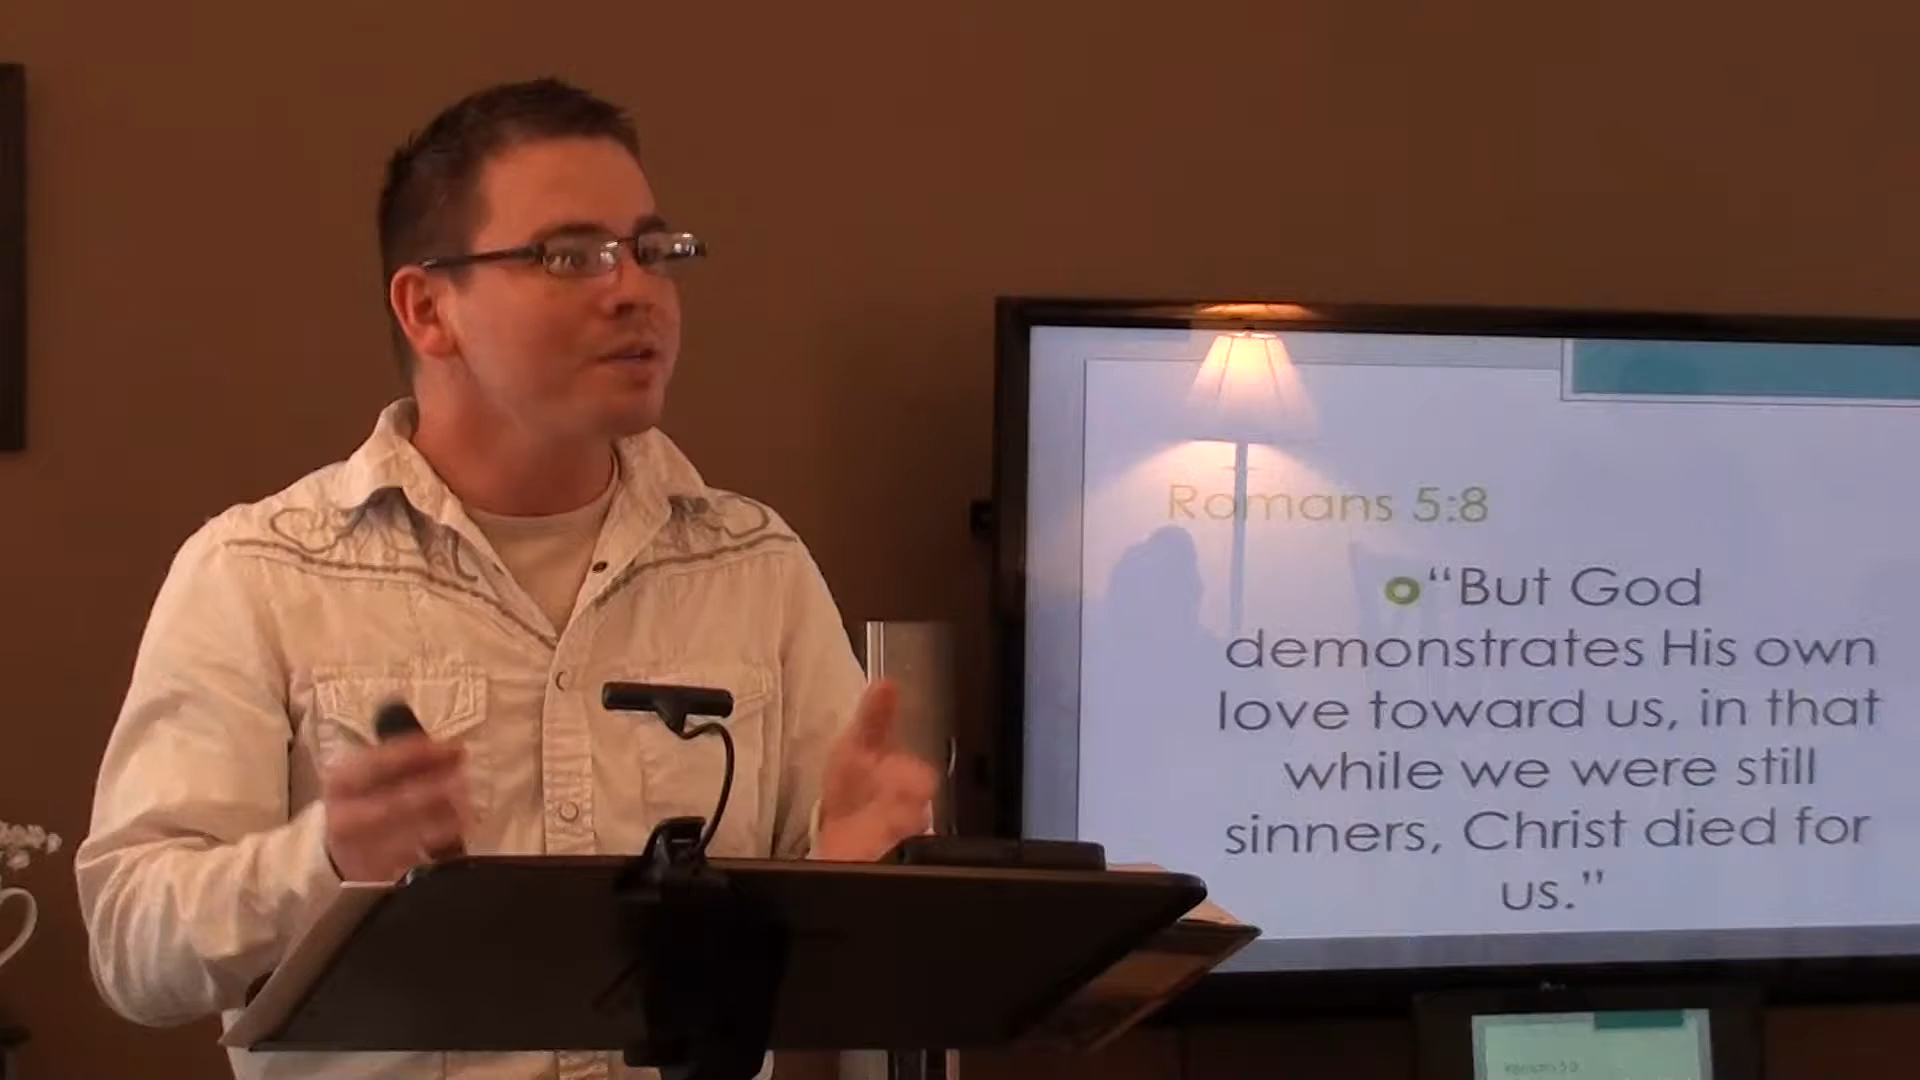 Romans 5:8
“But God
demonstrates His own
love toward us, in that
while we were still
sinners, Christ died for
us.”